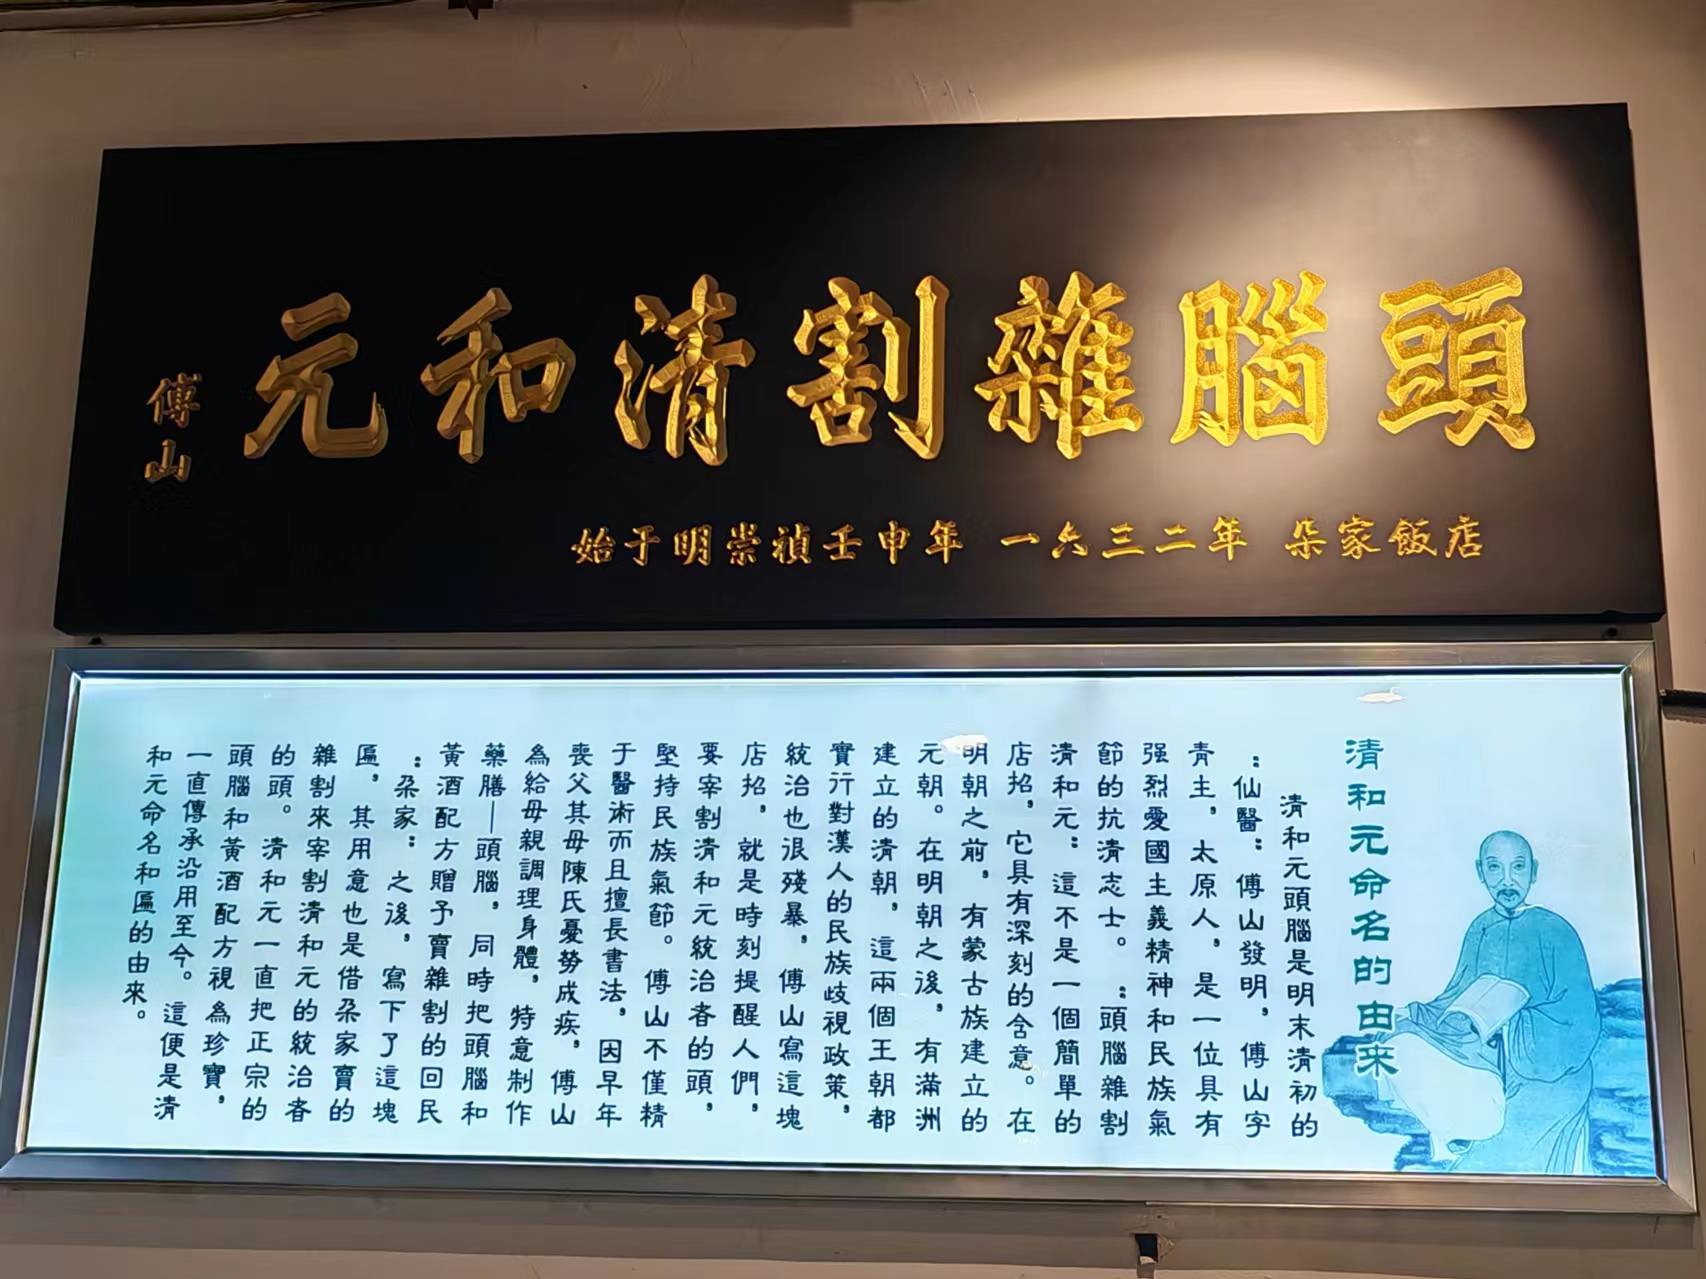 頭腦雜割清和元
傅山
始于明崇禎壬申年 一六三二年 朵家飯店
清和元命名的由來
清和元頭腦是明末清初的
:仙醫:傅山發明,傅山字
青主,太原人,是一位具有
强烈愛國主義精神和民族氣
節的抗清志士。:頭腦雜割
清和元:這不是一個簡單的
店招,它具有深刻的含意。在
明朝之前,有蒙古族建立的
元朝。在明朝之後,有滿洲
建立的清朝,這兩個王朝都
實行對漢人的民族歧視政策,
統治也很殘暴,傅山寫這塊
店招,就是時刻提醒人們,
要宰割清和元統治者的頭,
堅持民族氣節。傅山不僅精
于醫術而且擅長書法,因早年
喪父其母陳氏憂勞成疾,傅山
為給母親調理身體,特意制作
藥膳—頭腦,同時把頭腦和
黃酒配方贈予賣雜割的回民
:朵家:之後,寫下了這塊
匾,其用意也是借朵家賣的
雜割來宰割清和元的統治者
的頭。清和元一直把正宗的
頭腦和黃酒配方視為珍寶,
一直傳承沿用至今。這便是清
和元命名和匾的由來。